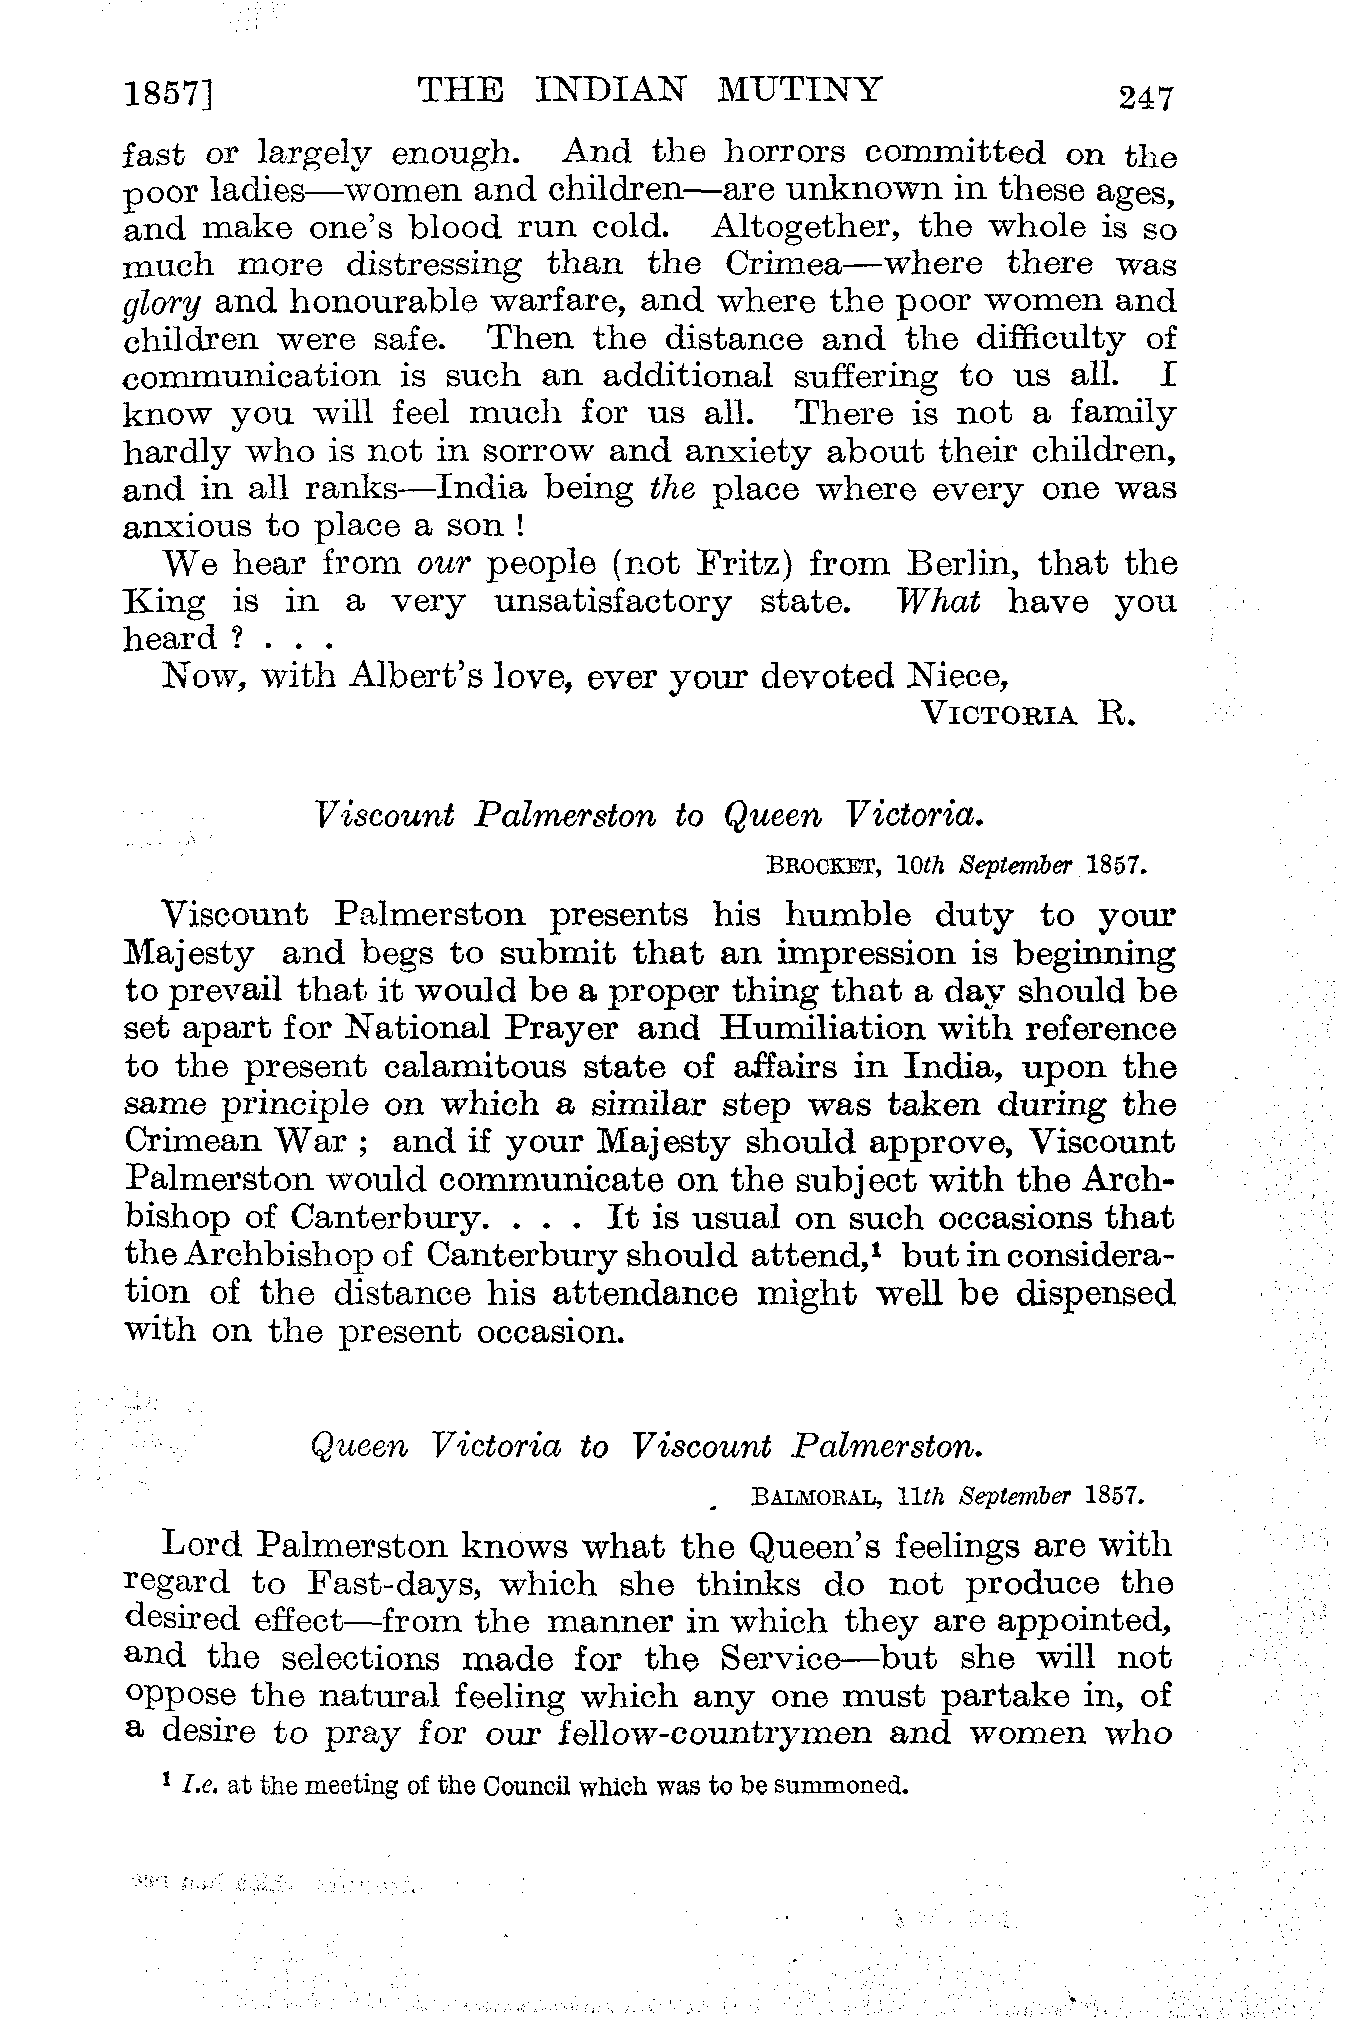 1857] THE INDIAN MUTINY 247
fast or largely enough. And the horrors committed on the
poor ladies—women and children—are unknown in these ages,
and make one's blood run cold. Altogether, the whole is so
much more distressing than the Crimea—where there was
glory and honourable warfare, and where the poor women and
children were safe. Then the distance and the difficulty of
communication is such an additional suffering to us all. I
know you will feel much for us all. There is not a family
hardly who is not in sorrow and anxiety about their children,
and in all ranks—India being the place where every one was
anxious to place a son !
We hear from our people (not Fritz) from Berlin, that the
King is in a very unsatisfactory state. What have you
heard ? . . .
Now, with Albert's love, ever your devoted Niece,
VICTORIA R.
Viscount Palmerston to Queen Victoria.
BROCKET, 10th September 1857.
Viscount Palmerston presents his humble duty to your
Majesty and begs to submit that an impression is beginning
to prevail that it would be a proper thing that a day should be
set apart for National Prayer and Humiliation with reference
to the present calamitous state of affairs in India, upon the
same principle on which a similar step was taken during the
Crimean War ; and if your Majesty should approve, Viscount
Palmerston would communicate on the subject with the Arch-
bishop of Canterbury. . . . It is usual on such occasions that
the Archbishop of Canterbury should attend,¹ but in considera-
tion of the distance his attendance might well be dispensed
with on the present occasion.
Queen Victoria to Viscount Palmerston.
BALMORAL, 11th September 1857.
Lord Palmerston knows what the Queen's feelings are with
regard to Fast-days, which she thinks do not produce the
desired effect—from the manner in which they are appointed,
and the selections made for the Service—but she will not
oppose the natural feeling which any one must partake in, of
a desire to pray for our fellow-countrymen and women who
¹ I.e. at the meeting of the Council which was to be summoned.